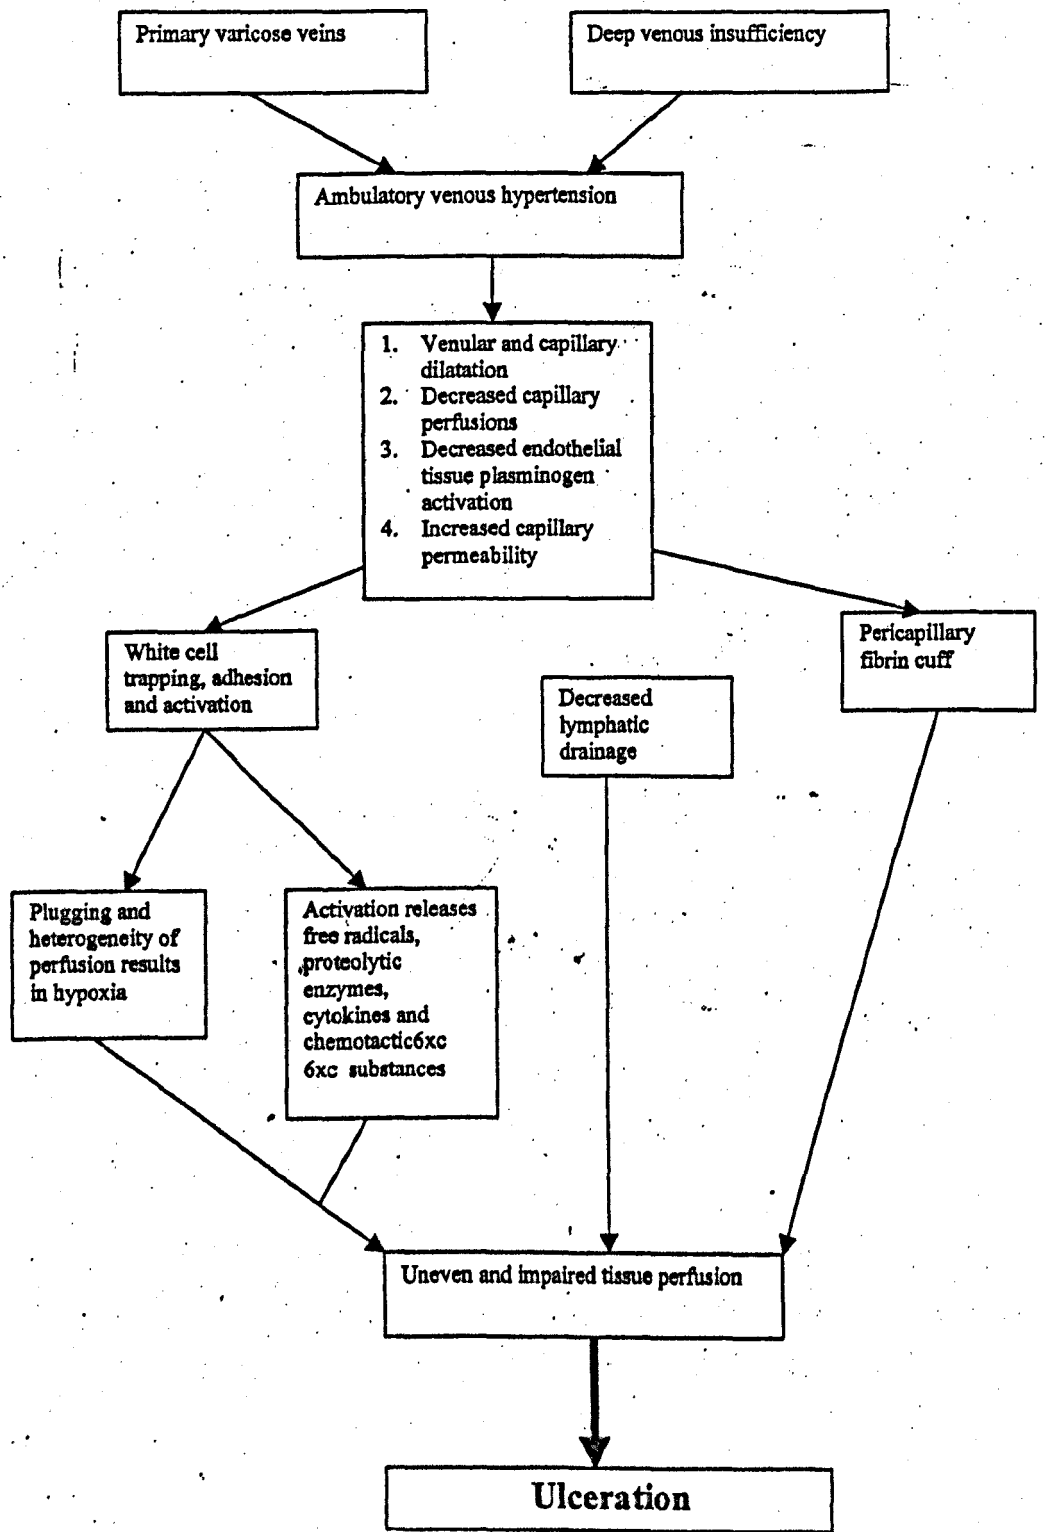 Primary varicose veins
Deep venous insufficiency
Ambulatory venous hypertension
1. Venular and capillary
dilatation
2. Decreased capillary
perfusions
3. Decreased endothelial
tissue plasminogen
activation
4. Increased capillary
permeability
White cell
trapping, adhesion
and activation
Decreased
lymphatic
drainage
Pericapillary
fibrin cuff
Plugging and
heterogeneity of
perfusion results
in hypoxia
Activation releases
free radicals,
proteolytic
enzymes,
cytokines and
chemotactic6xc
6xc substances
Uneven and impaired tissue perfusion
Ulceration